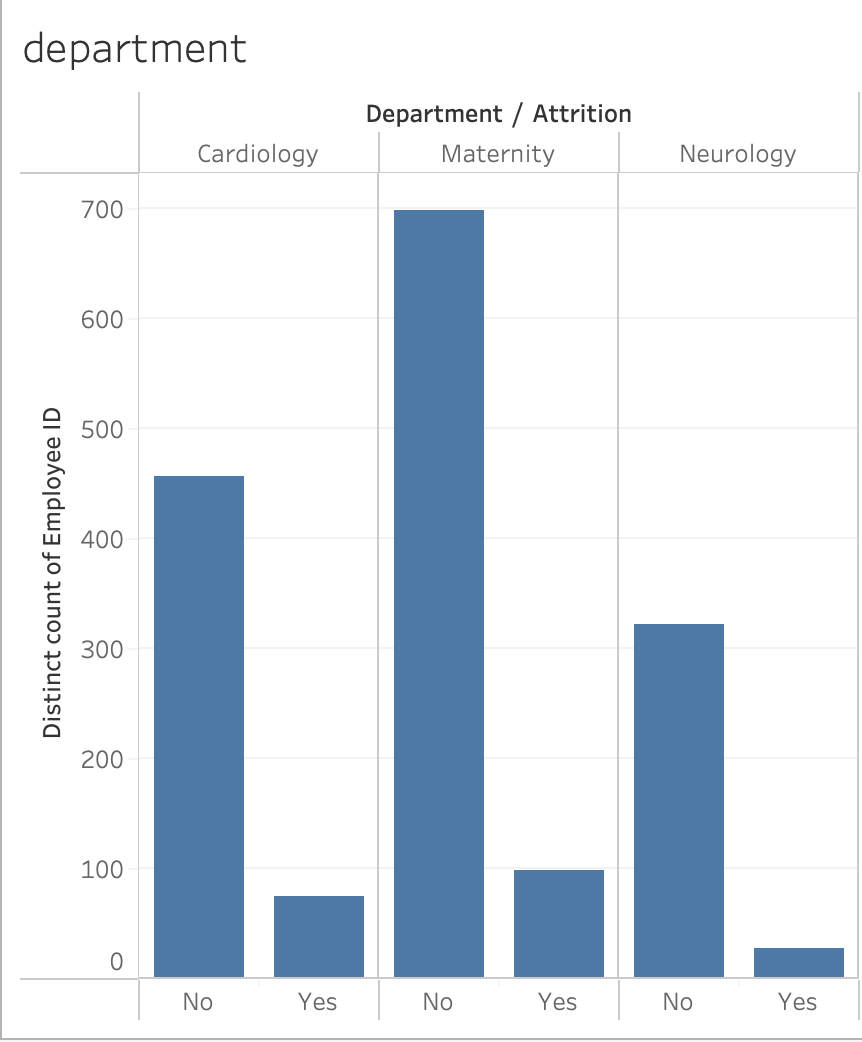 department
Department / Attrition
Cardiology Maternity Neurology
700
600
500
400
300
200
100
0
Distinct count of Employee ID
No Yes No Yes No Yes